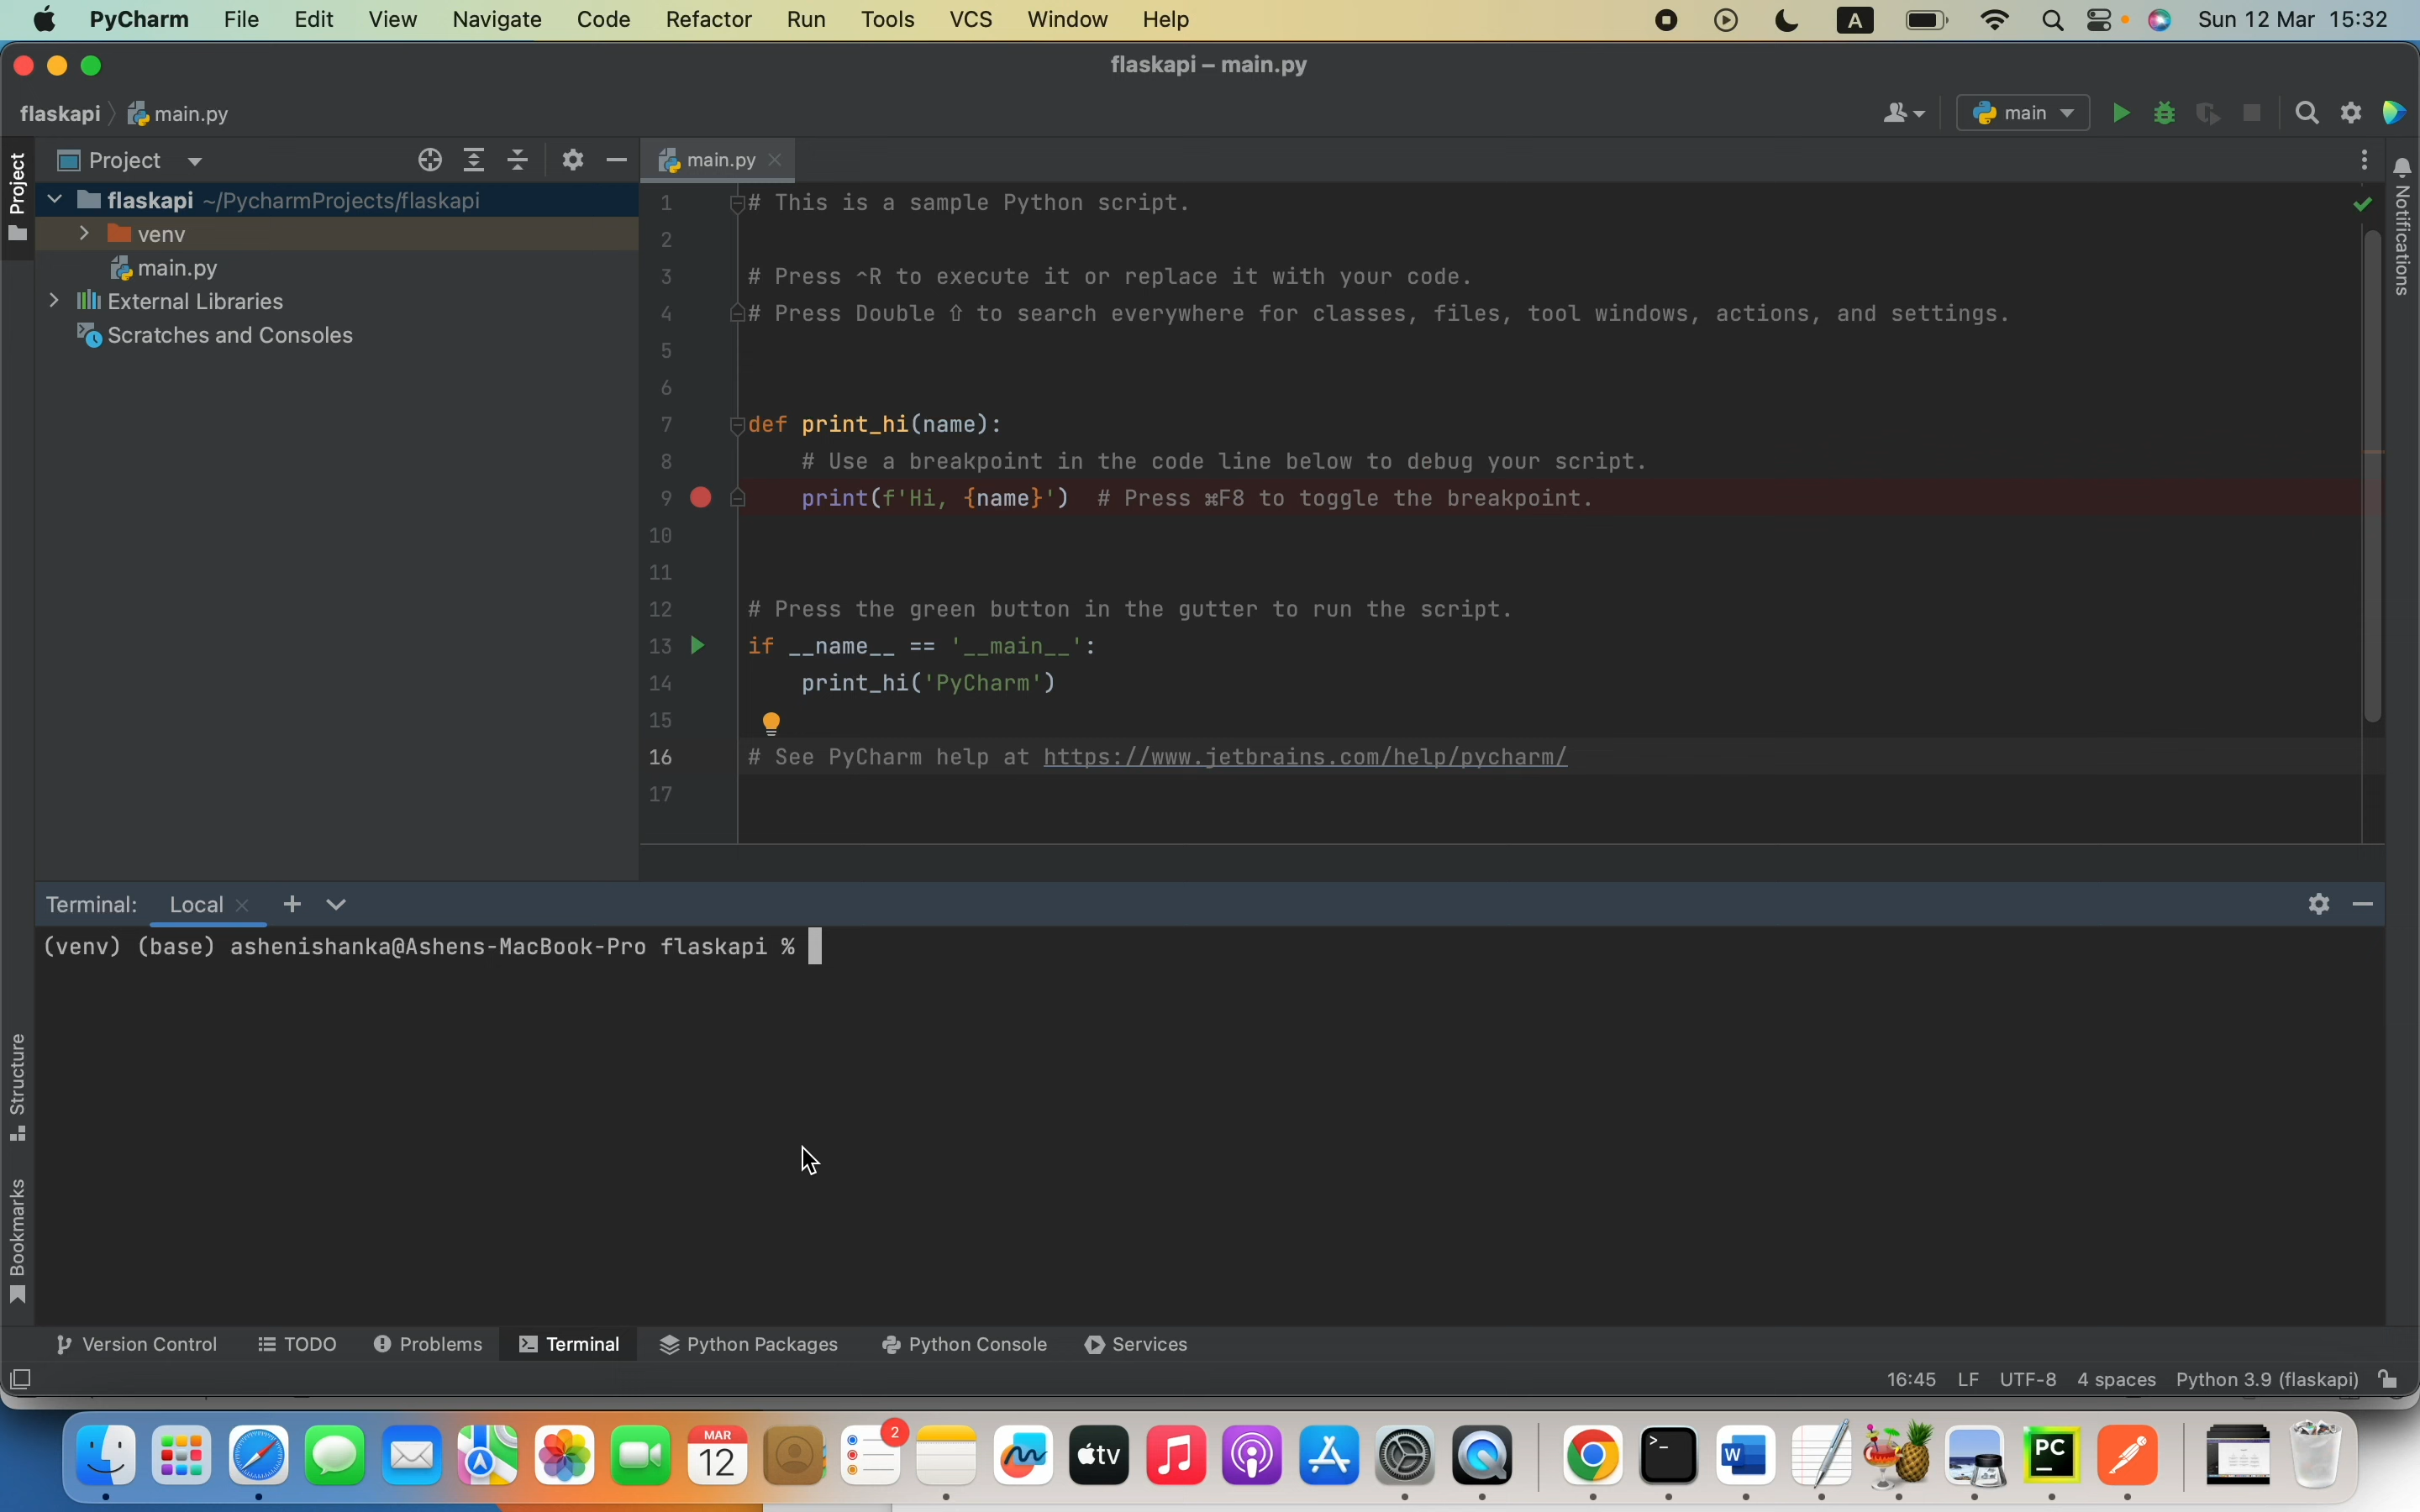 PyCharm File Edit View Navigate Code Refactor Run Tools VCS Window Help A Sun 12 Mar 15:32
flaskapi – main.py
flaskapi main.py main
Project main.py
Project
flaskapi ~/PycharmProjects/flaskapi
venv
main.py
External Libraries
Scratches and Consoles
1 # This is a sample Python script.
2
3 # Press ^R to execute it or replace it with your code.
4 # Press Double ⇧ to search everywhere for classes, files, tool windows, actions, and settings.
5
6
7 def print_hi(name):
8 # Use a breakpoint in the code line below to debug your script.
9 print(f'Hi, {name}') # Press ⌘F8 to toggle the breakpoint.
10
11
12 # Press the green button in the gutter to run the script.
13 if __name__ == '__main__':
14 print_hi('PyCharm')
15
16 # See PyCharm help at https://www.jetbrains.com/help/pycharm/
17
Notifications
Terminal: Local
(venv) (base) ashenishanka@Ashens-MacBook-Pro flaskapi %
Structure
Bookmarks
Version Control TODO Problems Terminal Python Packages Python Console Services
16:45 LF UTF-8 4 spaces Python 3.9 (flaskapi)
MAR
12
2
tv
>_
W
PC